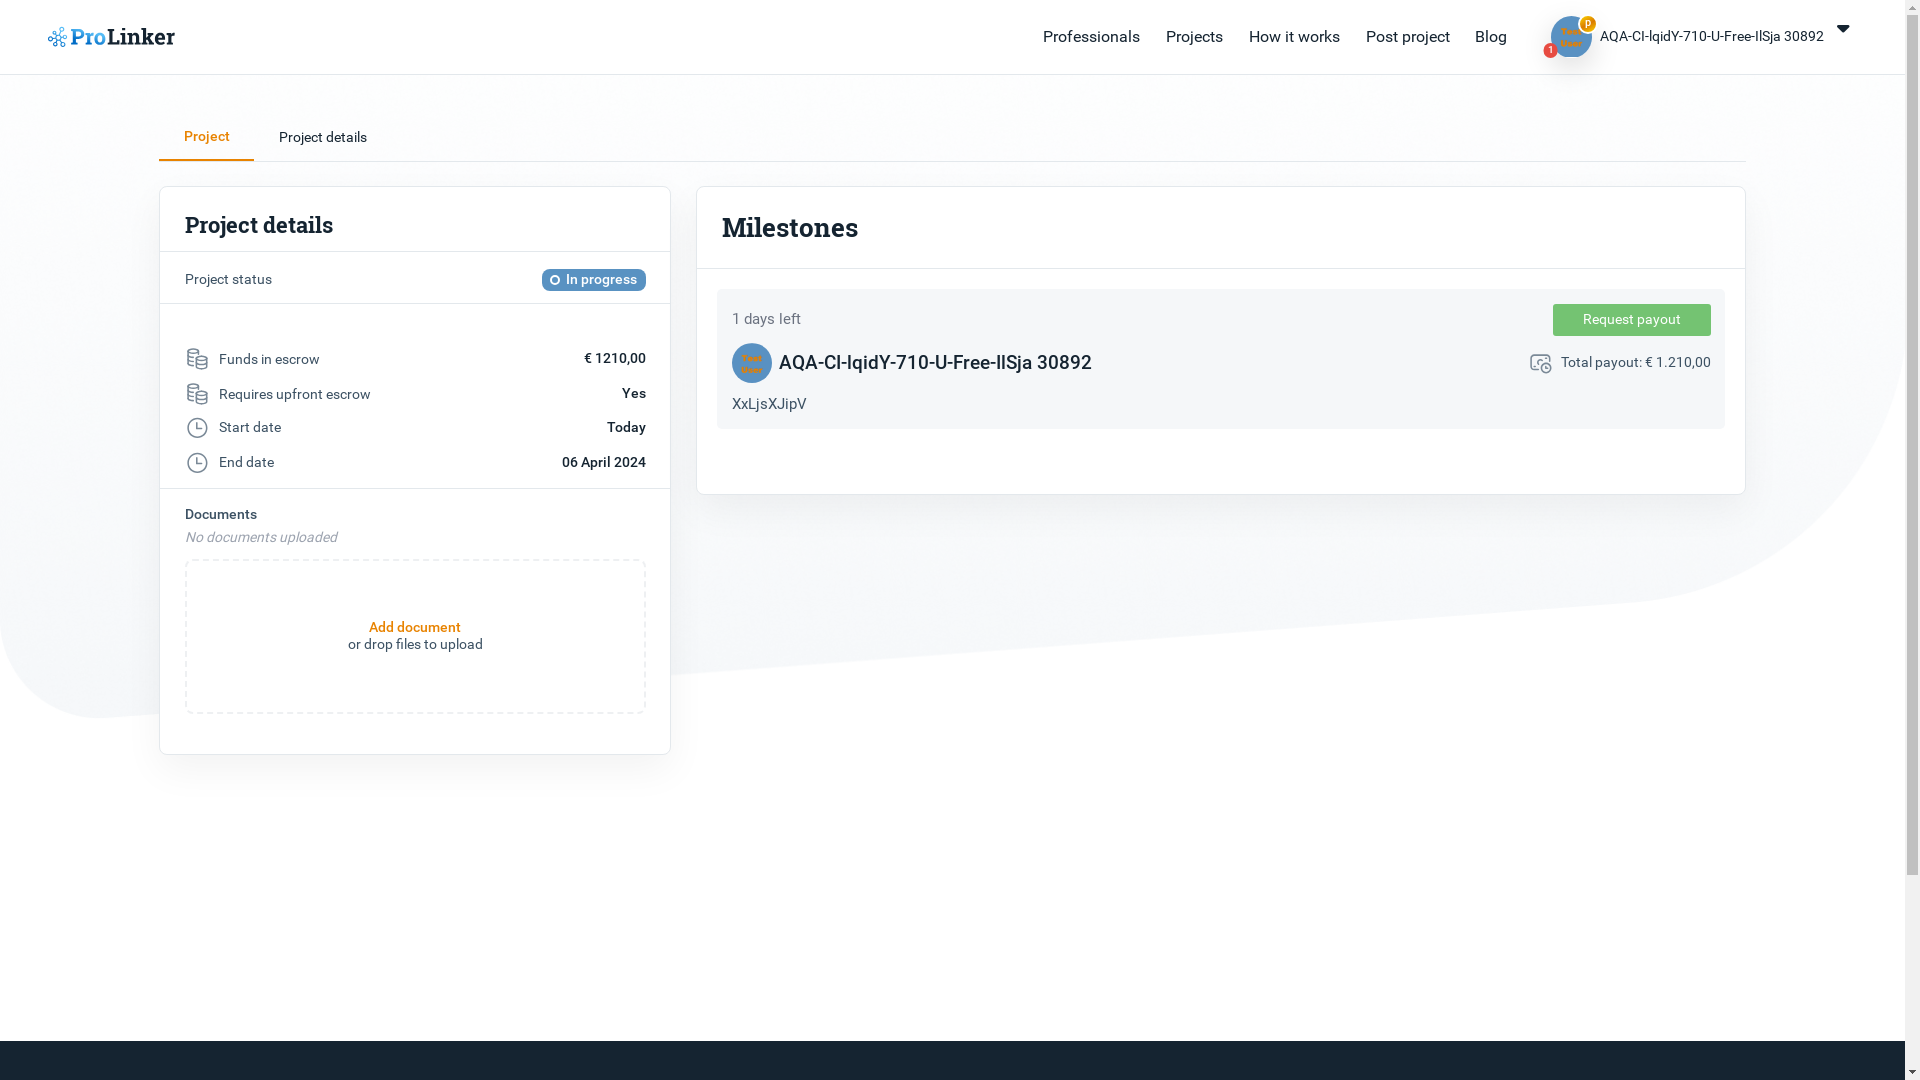 ProLinker
Professionals
Projects
How it works
Post project
Blog
Test
User
p
1
AQA-CI-lqidY-710-U-Free-IlSja 30892
Project
Project details
Project details
Project status
In progress
Funds in escrow
€ 1210,00
Requires upfront escrow
Yes
Start date
Today
End date
06 April 2024
Documents
No documents uploaded
Add document
or drop files to upload
Milestones
1 days left
Request payout
Test
User
AQA-CI-lqidY-710-U-Free-IlSja 30892
Total payout: € 1.210,00
XxLjsXJipV